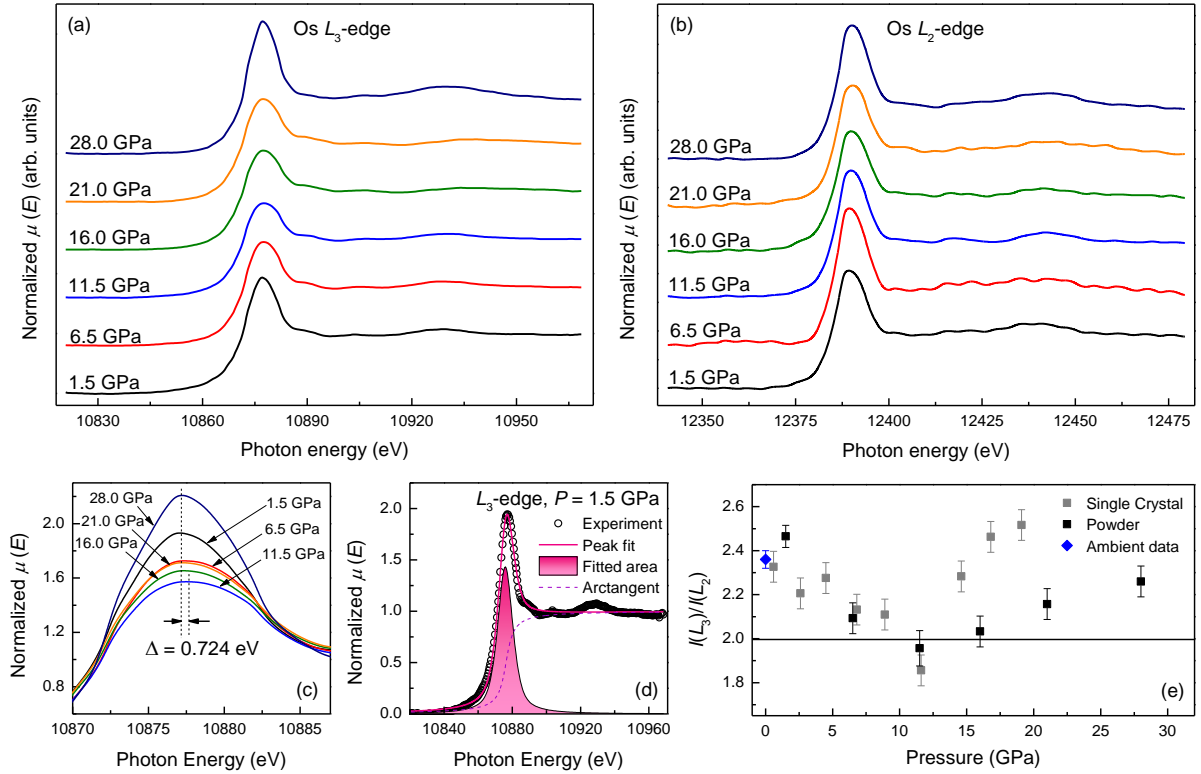 (a)
Os L3-edge
28.0 GPa
21.0 GPa
16.0 GPa
11.5 GPa
6.5 GPa
1.5 GPa
Normalized μ (E) (arb. units)
10830 10860 10890 10920 10950
Photon energy (eV)
(b)
Os L2-edge
28.0 GPa
21.0 GPa
16.0 GPa
11.5 GPa
6.5 GPa
1.5 GPa
Normalized μ (E) (arb. units)
12350 12375 12400 12425 12450 12475
Photon energy (eV)
28.0 GPa
21.0 GPa
16.0 GPa
1.5 GPa
6.5 GPa
11.5 GPa
Δ = 0.724 eV
(c)
Normalized μ (E)
2.2
1.8
1.4
1.0
0.6
10870 10875 10880 10885
Photon Energy (eV)
L3-edge, P = 1.5 GPa
Experiment
Peak fit
Fitted area
Arctangent
(d)
Normalized μ (E)
2.0
1.5
1.0
0.5
0.0
10840 10880 10920 10960
Photon Energy (eV)
Single Crystal
Powder
Ambient data
(e)
I(L3)/I(L2)
2.6
2.4
2.2
2.0
1.8
0 5 10 15 20 25 30
Pressure (GPa)